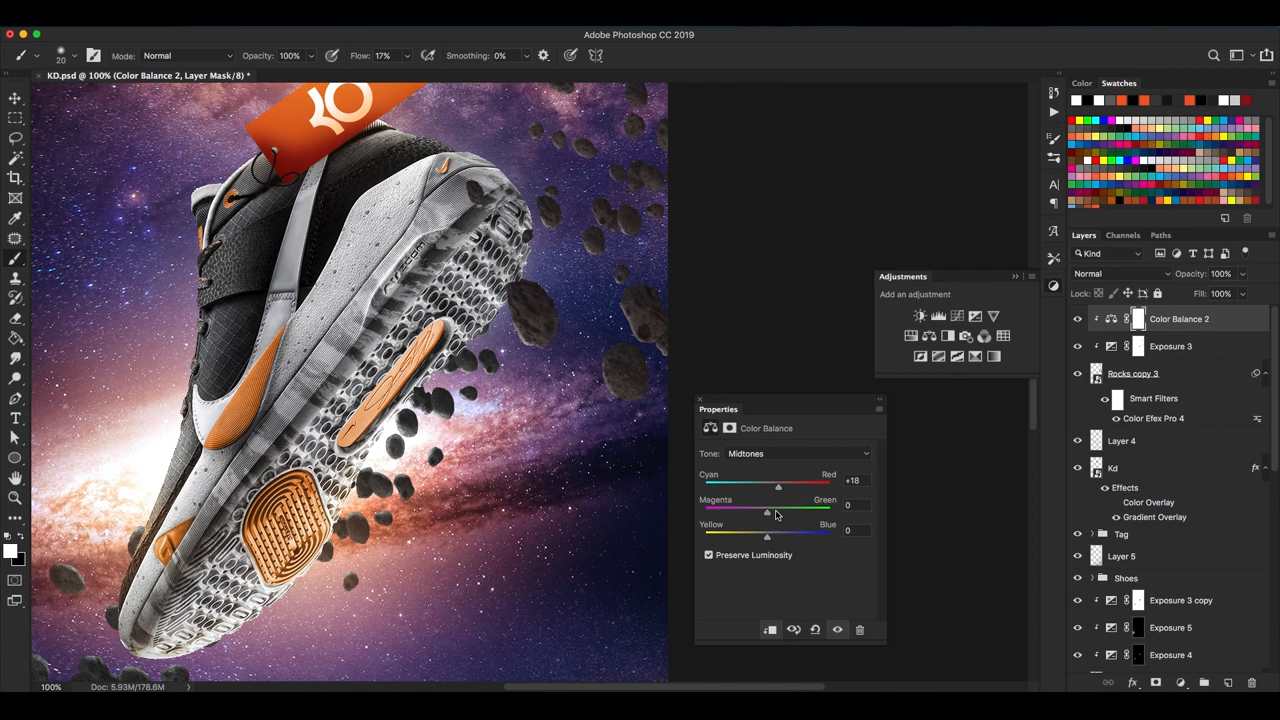 Adobe Photoshop CC 2019
20
Mode: Normal
Opacity: 100%
Flow: 17%
Smoothing: 0%
KD.psd @ 100% (Color Balance 2, Layer Mask/8) *
Color
Swatches
Layers
Channels
Paths
Kind
Normal
Opacity: 100%
Lock:
Fill: 100%
Adjustments
Add an adjustment
Color Balance 2
Exposure 3
Rocks copy 3
Smart Filters
Color Efex Pro 4
Layer 4
Kd
fx
Effects
Color Overlay
Gradient Overlay
Tag
Layer 5
Shoes
Exposure 3 copy
Exposure 5
Exposure 4
Properties
Color Balance
Tone: Midtones
Cyan
Red
+18
Magenta
Green
0
Yellow
Blue
0
Preserve Luminosity
100%
Doc: 5.93M/178.6M
fx